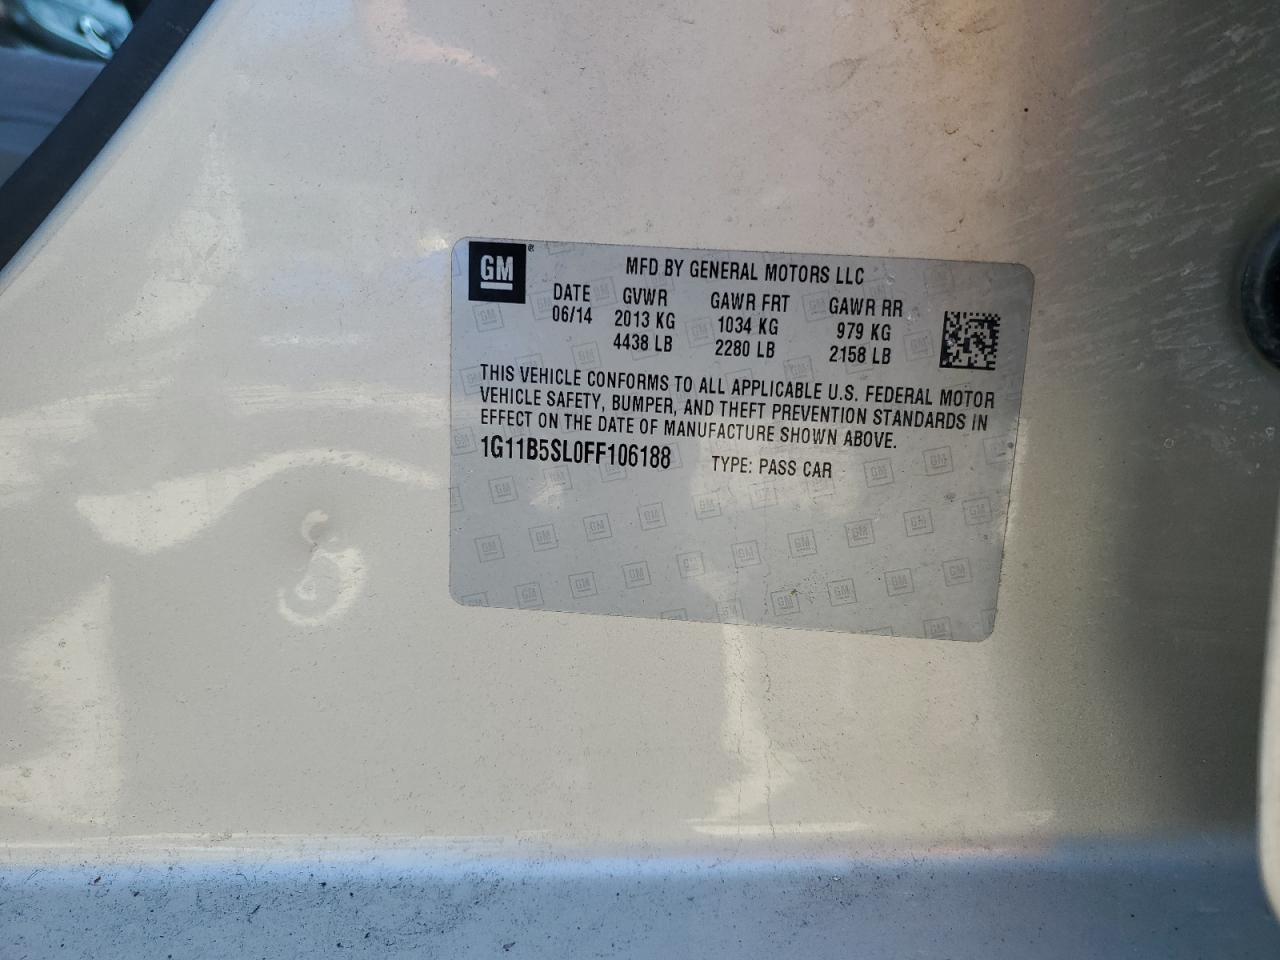 GM ®
MFD BY GENERAL MOTORS LLC
DATE GVWR GAWR FRT GAWR RR
06/14 2013 KG 1034 KG 979 KG
4438 LB 2280 LB 2158 LB
THIS VEHICLE CONFORMS TO ALL APPLICABLE U.S. FEDERAL MOTOR
VEHICLE SAFETY, BUMPER, AND THEFT PREVENTION STANDARDS IN
EFFECT ON THE DATE OF MANUFACTURE SHOWN ABOVE.
1G11B5SL0FF106188 TYPE: PASS CAR